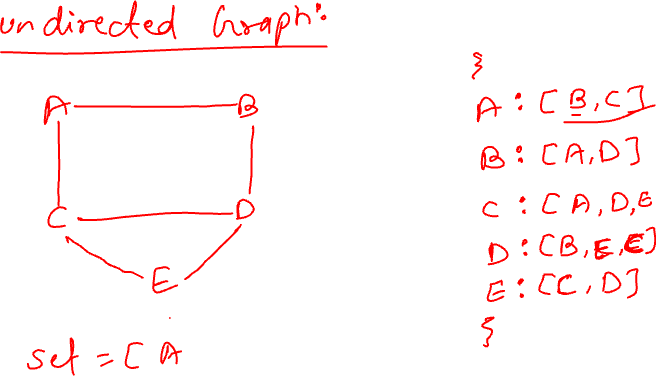 undirected Graph:
A B
C D
E
set = [ A
{
A : [ B, C ]
B : [ A, D ]
C : [ A, D, E
D : [ B, E, E ]
E : [ C, D ]
}